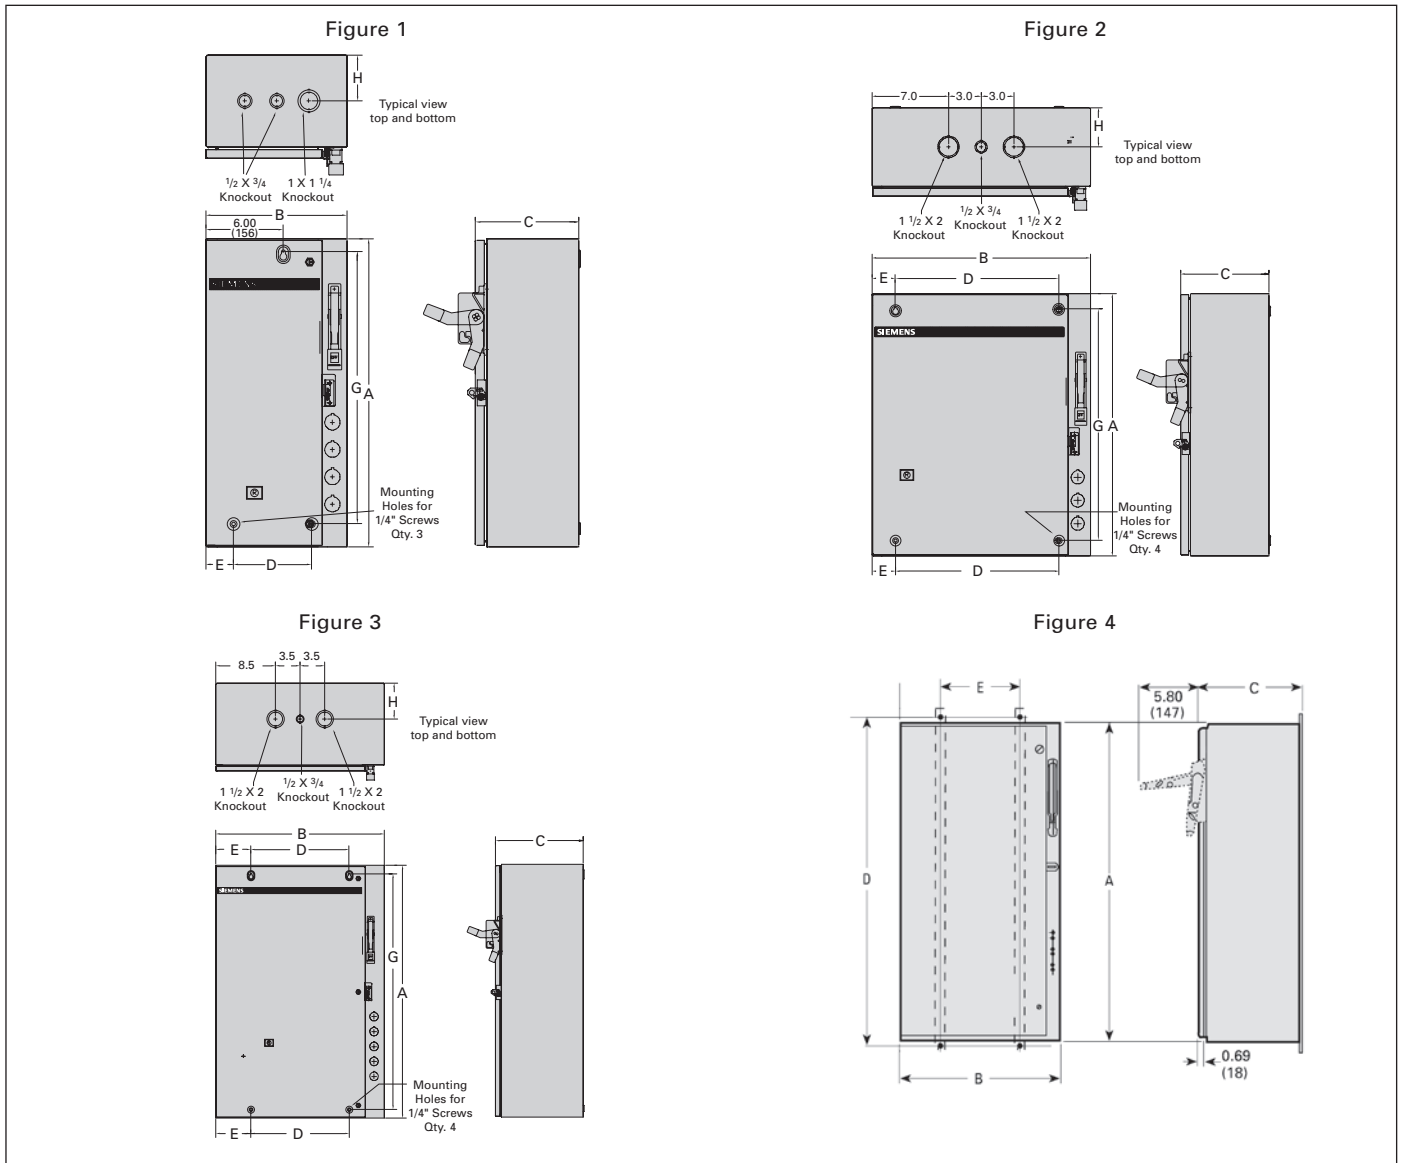 Figure 1
H
Typical view
top and bottom
1/2 X 3/4
Knockout
1 X 1 1/4
Knockout
B
6.00
(156)
C
SIEMENS
G
A
Mounting
Holes for
1/4" Screws
Qty. 3
E
D
Figure 2
7.0
3.0
3.0
H
Typical view
top and bottom
1 1/2 X 2
Knockout
1/2 X 3/4
Knockout
1 1/2 X 2
Knockout
B
E
D
C
SIEMENS
G
A
Mounting
Holes for
1/4" Screws
Qty. 4
E
D
Figure 3
8.5
3.5
3.5
H
Typical view
top and bottom
1 1/2 X 2
Knockout
1/2 X 3/4
Knockout
1 1/2 X 2
Knockout
B
E
D
C
SIEMENS
G
A
Mounting
Holes for
1/4" Screws
Qty. 4
E
D
Figure 4
E
5.80
(147)
C
D
A
B
0.69
(18)